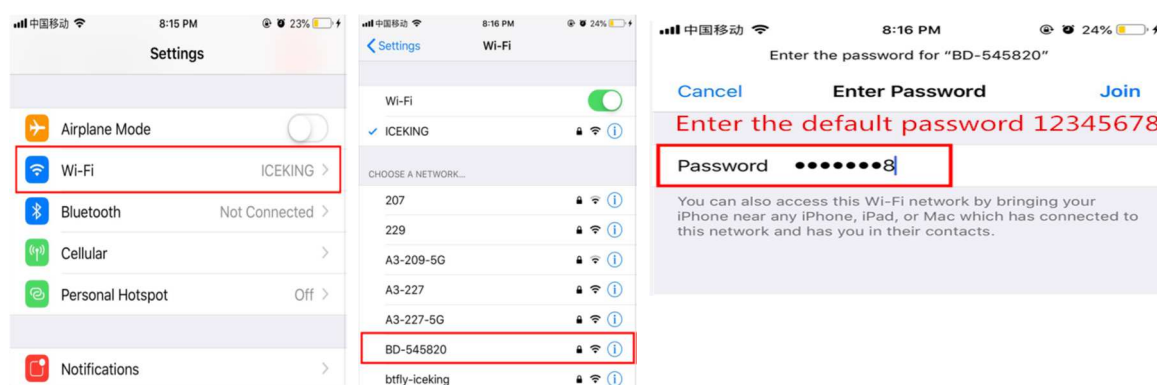 中国移动 8:15 PM 23%
Settings
Airplane Mode
Wi-Fi ICEKING
Bluetooth Not Connected
Cellular
Personal Hotspot Off
Notifications
中国移动 8:16 PM 24%
Settings Wi-Fi
Wi-Fi
ICEKING
CHOOSE A NETWORK...
207
229
A3-209-5G
A3-227
A3-227-5G
BD-545820
btfly-iceking
中国移动 8:16 PM 24%
Enter the password for “BD-545820”
Cancel Enter Password Join
Enter the default password 12345678
Password ●●●●●●●8
You can also access this Wi-Fi network by bringing your
iPhone near any iPhone, iPad, or Mac which has connected to
this network and has you in their contacts.